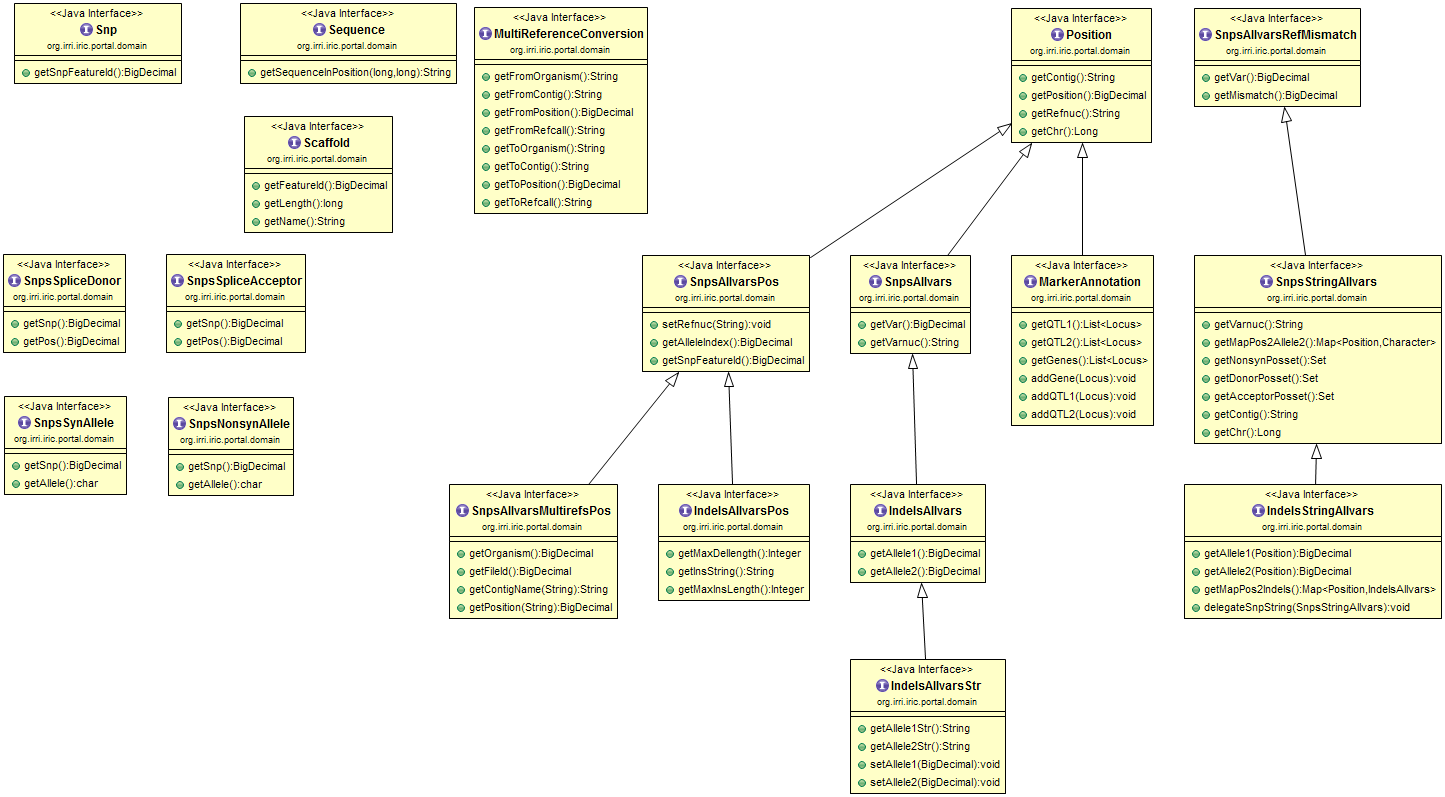 <<Java Interface>>
Snp
org.irri.iric.portal.domain
getSnpFeatureId():BigDecimal
<<Java Interface>>
Sequence
org.irri.iric.portal.domain
getSequenceInPosition(long,long):String
<<Java Interface>>
MultiReferenceConversion
org.irri.iric.portal.domain
getFromOrganism():String
getFromContig():String
getFromPosition():BigDecimal
getFromRefcall():String
getToOrganism():String
getToContig():String
getToPosition():BigDecimal
getToRefcall():String
<<Java Interface>>
Position
org.irri.iric.portal.domain
getContig():String
getPosition():BigDecimal
getRefnuc():String
getChr():Long
<<Java Interface>>
SnpsAllvarsRefMismatch
org.irri.iric.portal.domain
getVar():BigDecimal
getMismatch():BigDecimal
<<Java Interface>>
Scaffold
org.irri.iric.portal.domain
getFeatureId():BigDecimal
getLength():long
getName():String
<<Java Interface>>
SnpsSpliceDonor
org.irri.iric.portal.domain
getSnp():BigDecimal
getPos():BigDecimal
<<Java Interface>>
SnpsSpliceAcceptor
org.irri.iric.portal.domain
getSnp():BigDecimal
getPos():BigDecimal
<<Java Interface>>
SnpsAllvarsPos
org.irri.iric.portal.domain
setRefnuc(String):void
getAlleleIndex():BigDecimal
getSnpFeatureId():BigDecimal
<<Java Interface>>
SnpsAllvars
org.irri.iric.portal.domain
getVar():BigDecimal
getVarnuc():String
<<Java Interface>>
MarkerAnnotation
org.irri.iric.portal.domain
getQTL1():List<Locus>
getQTL2():List<Locus>
getGenes():List<Locus>
addGene(Locus):void
addQTL1(Locus):void
addQTL2(Locus):void
<<Java Interface>>
SnpsStringAllvars
org.irri.iric.portal.domain
getVarnuc():String
getMapPos2Allele2():Map<Position,Character>
getNonsynPosset():Set
getDonorPosset():Set
getAcceptorPosset():Set
getContig():String
getChr():Long
<<Java Interface>>
SnpsSynAllele
org.irri.iric.portal.domain
getSnp():BigDecimal
getAllele():char
<<Java Interface>>
SnpsNonsynAllele
org.irri.iric.portal.domain
getSnp():BigDecimal
getAllele():char
<<Java Interface>>
SnpsAllvarsMultirefsPos
org.irri.iric.portal.domain
getOrganism():BigDecimal
getFileId():BigDecimal
getContigName(String):String
getPosition(String):BigDecimal
<<Java Interface>>
IndelsAllvarsPos
org.irri.iric.portal.domain
getMaxDellength():Integer
getInsString():String
getMaxInsLength():Integer
<<Java Interface>>
IndelsAllvars
org.irri.iric.portal.domain
getAllele1():BigDecimal
getAllele2():BigDecimal
<<Java Interface>>
IndelsStringAllvars
org.irri.iric.portal.domain
getAllele1(Position):BigDecimal
getAllele2(Position):BigDecimal
getMapPos2Indels():Map<Position,IndelsAllvars>
delegateSnpString(SnpsStringAllvars):void
<<Java Interface>>
IndelsAllvarsStr
org.irri.iric.portal.domain
getAllele1Str():String
getAllele2Str():String
setAllele1(BigDecimal):void
setAllele2(BigDecimal):void